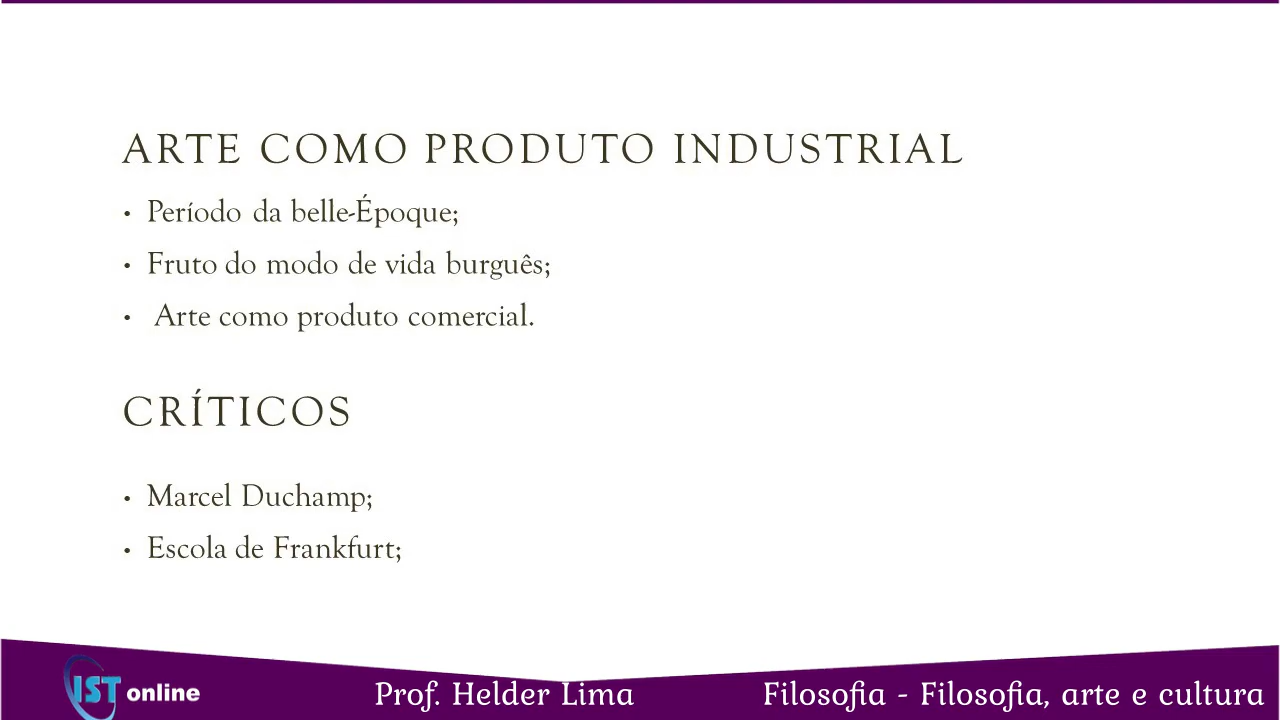 ARTE COMO PRODUTO INDUSTRIAL
• Período da belle-Époque;
• Fruto do modo de vida burguês;
• Arte como produto comercial.
CRÍTICOS
• Marcel Duchamp;
• Escola de Frankfurt;
IST online
Prof. Helder Lima
Filosofia - Filosofia, arte e cultura